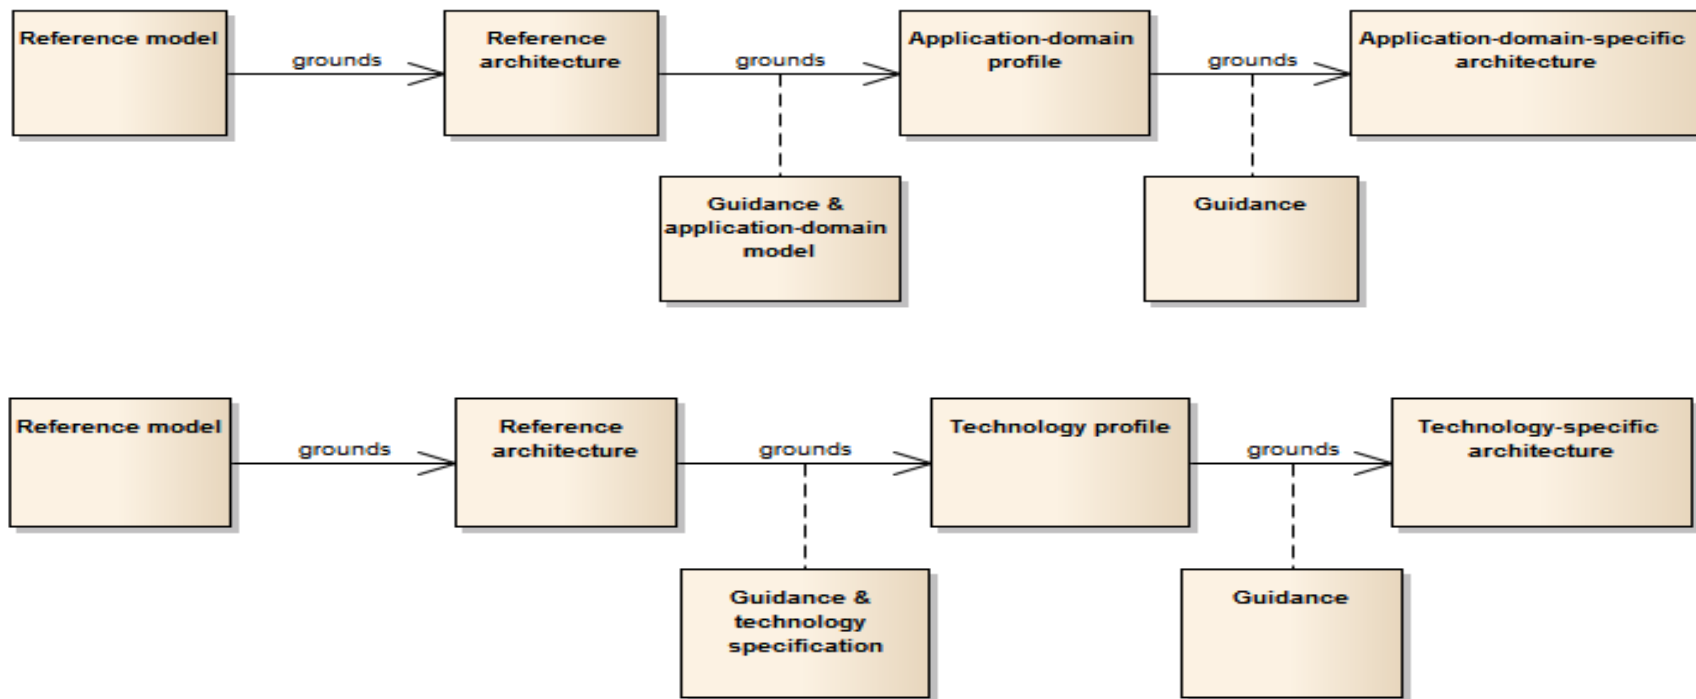 Reference model
grounds
Reference
architecture
grounds
Application-domain
profile
grounds
Application-domain-specific
architecture
Guidance &
application-domain
model
Guidance
Reference model
grounds
Reference
architecture
grounds
Technology profile
grounds
Technology-specific
architecture
Guidance &
technology
specification
Guidance